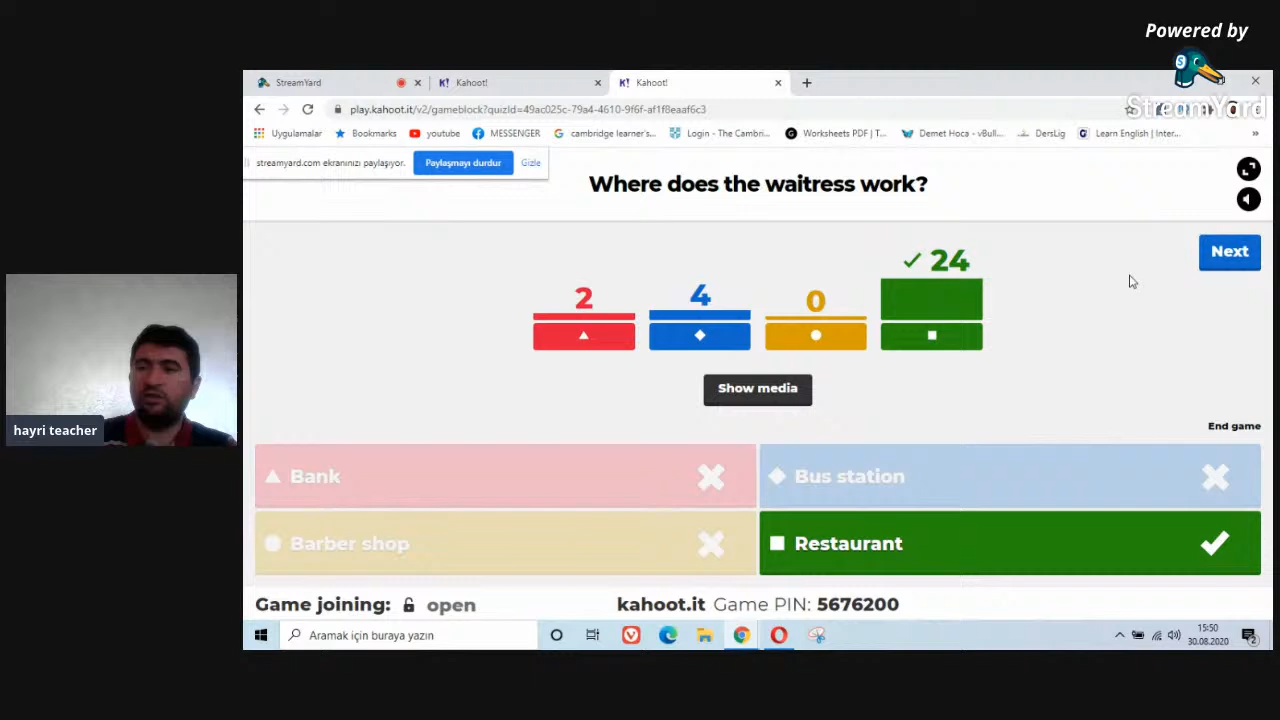 Powered by
StreamYard
StreamYard
Kahoot!
Kahoot!
play.kahoot.it/v2/gameblock?quizId=49ac025c-79a4-4610-9f6f-af1f8eaaf6c3
Uygulamalar
Bookmarks
youtube
MESSENGER
cambridge learner's...
Login - The Cambri...
Worksheets PDF | T...
Demet Hoca - vBull...
DersLig
Learn English | Inter...
streamyard.com ekranınızı paylaşıyor.
Paylaşmayı durdur
Gizle
Where does the waitress work?
Next
2
4
0
24
Show media
End game
hayri teacher
Bank
Bus station
Barber shop
Restaurant
Game joining: open
kahoot.it Game PIN: 5676200
Aramak için buraya yazın
15:50
30.08.2020
2